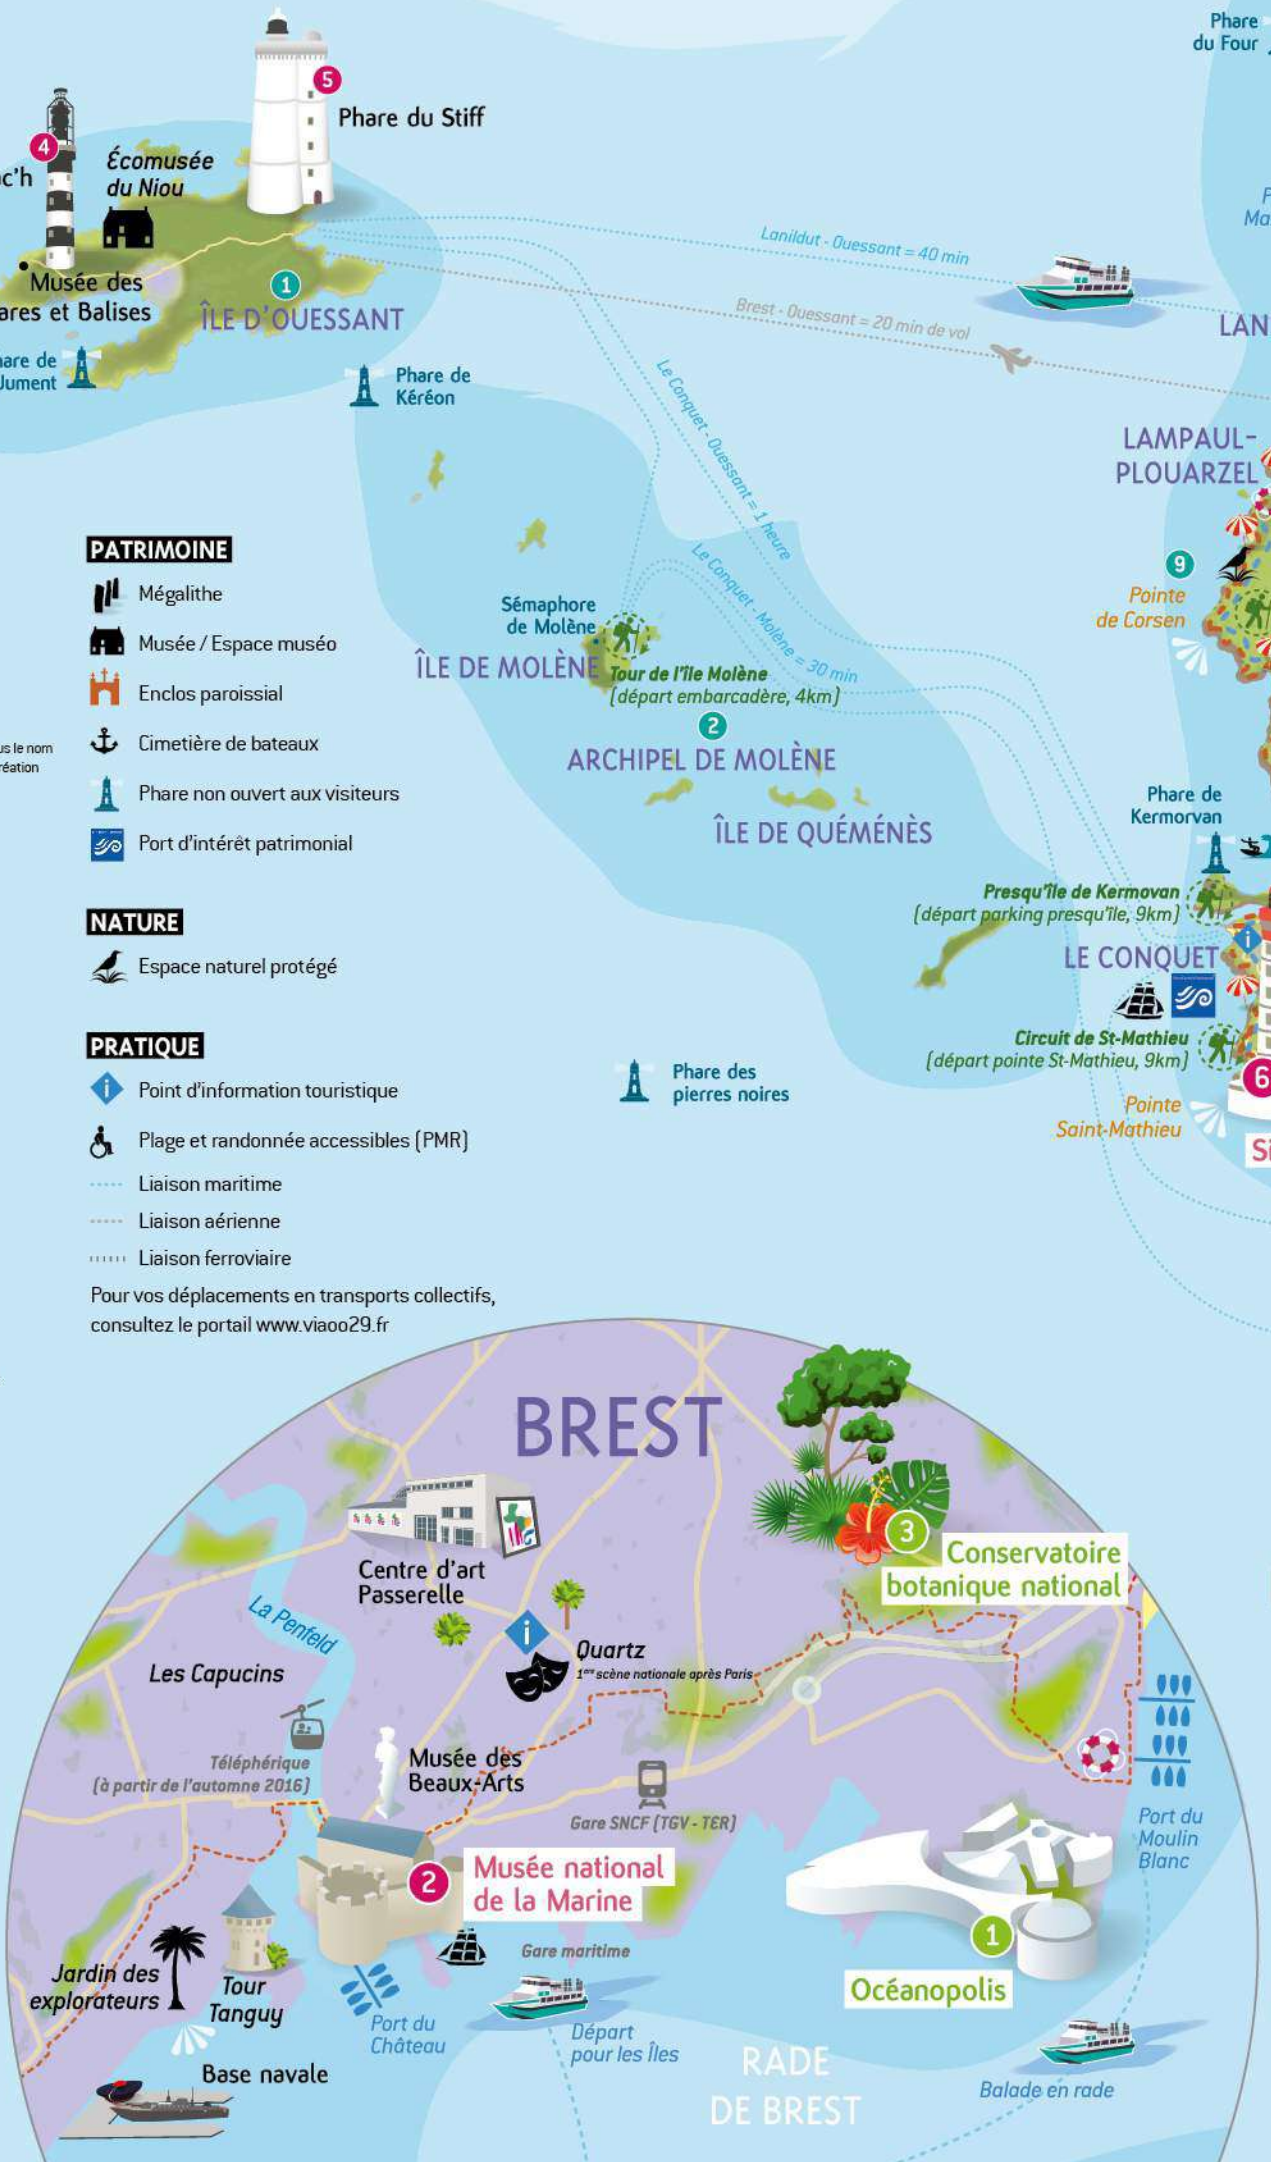 Phare
du Four
5
Phare du Stiff
4
c'h
Écomusée
du Niou
Musée des
ares et Balises
1
ÎLE D'OUESSANT
Lanildut - Ouessant = 40 min
Brest - Ouessant = 20 min de vol
LAN
are de
Jument
Phare de
Kéréon
Le Conquet - Ouessant = 1 heure
LAMPAUL-
PLOUARZEL
PATRIMOINE
Mégalithe
Musée / Espace muséo
Enclos paroissial
Cimetière de bateaux
Phare non ouvert aux visiteurs
Port d'intérêt patrimonial
us le nom
réation
NATURE
Espace naturel protégé
PRATIQUE
i
Point d'information touristique
Plage et randonnée accessibles (PMR)
Liaison maritime
Liaison aérienne
Liaison ferroviaire
Pour vos déplacements en transports collectifs,
consultez le portail www.viaoo29.fr
Le Conquet - Molène = 30 min
9
Pointe
de Corsen
Sémaphore
de Molène
ÎLE DE MOLÈNE
Tour de l'île Molène
(départ embarcadère, 4km)
2
ARCHIPEL DE MOLÈNE
ÎLE DE QUÉMÉNÈS
Phare de
Kermorvan
Presqu'île de Kermovan
(départ parking presqu'île, 9km)
LE CONQUET
i
Circuit de St-Mathieu
(départ pointe St-Mathieu, 9km)
6
Phare des
pierres noires
Pointe
Saint-Mathieu
Si
BREST
3
Conservatoire
botanique national
Centre d'art
Passerelle
La Penfeld
i
Quartz
1ère scène nationale après Paris
Les Capucins
Téléphérique
(à partir de l'automne 2016)
Musée des
Beaux-Arts
Gare SNCF (TGV - TER)
Port du
Moulin
Blanc
2
Musée national
de la Marine
1
Océanopolis
Gare maritime
Jardin des
explorateurs
Tour
Tanguy
Port du
Château
Départ
pour les Îles
RADE
DE BREST
Balade en rade
Base navale